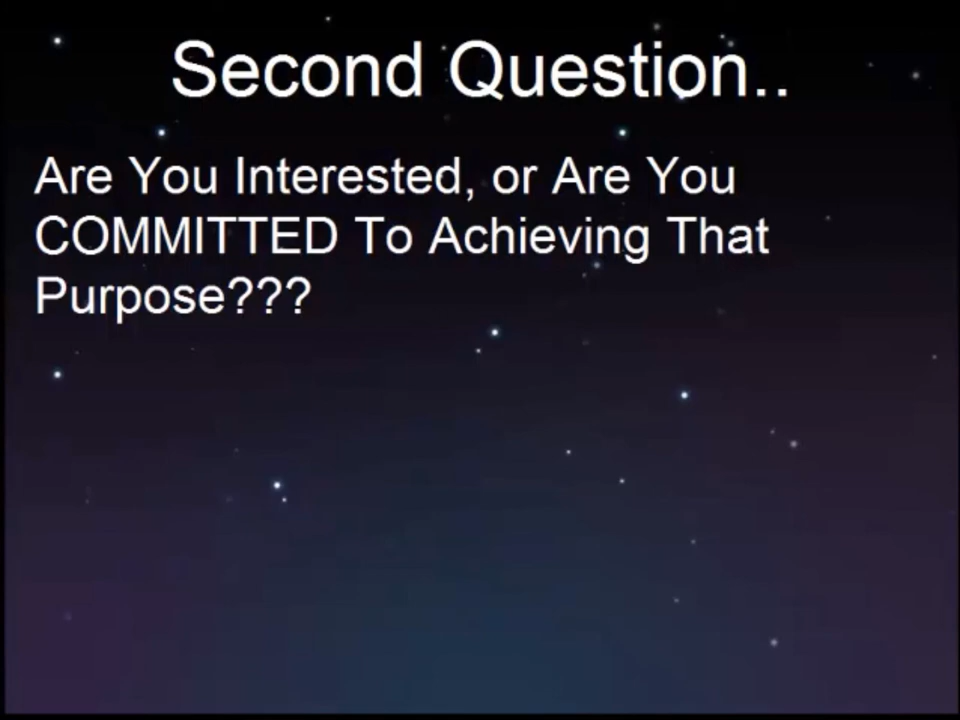 Second Question..
Are You Interested, or Are You
COMMITTED To Achieving That
Purpose???